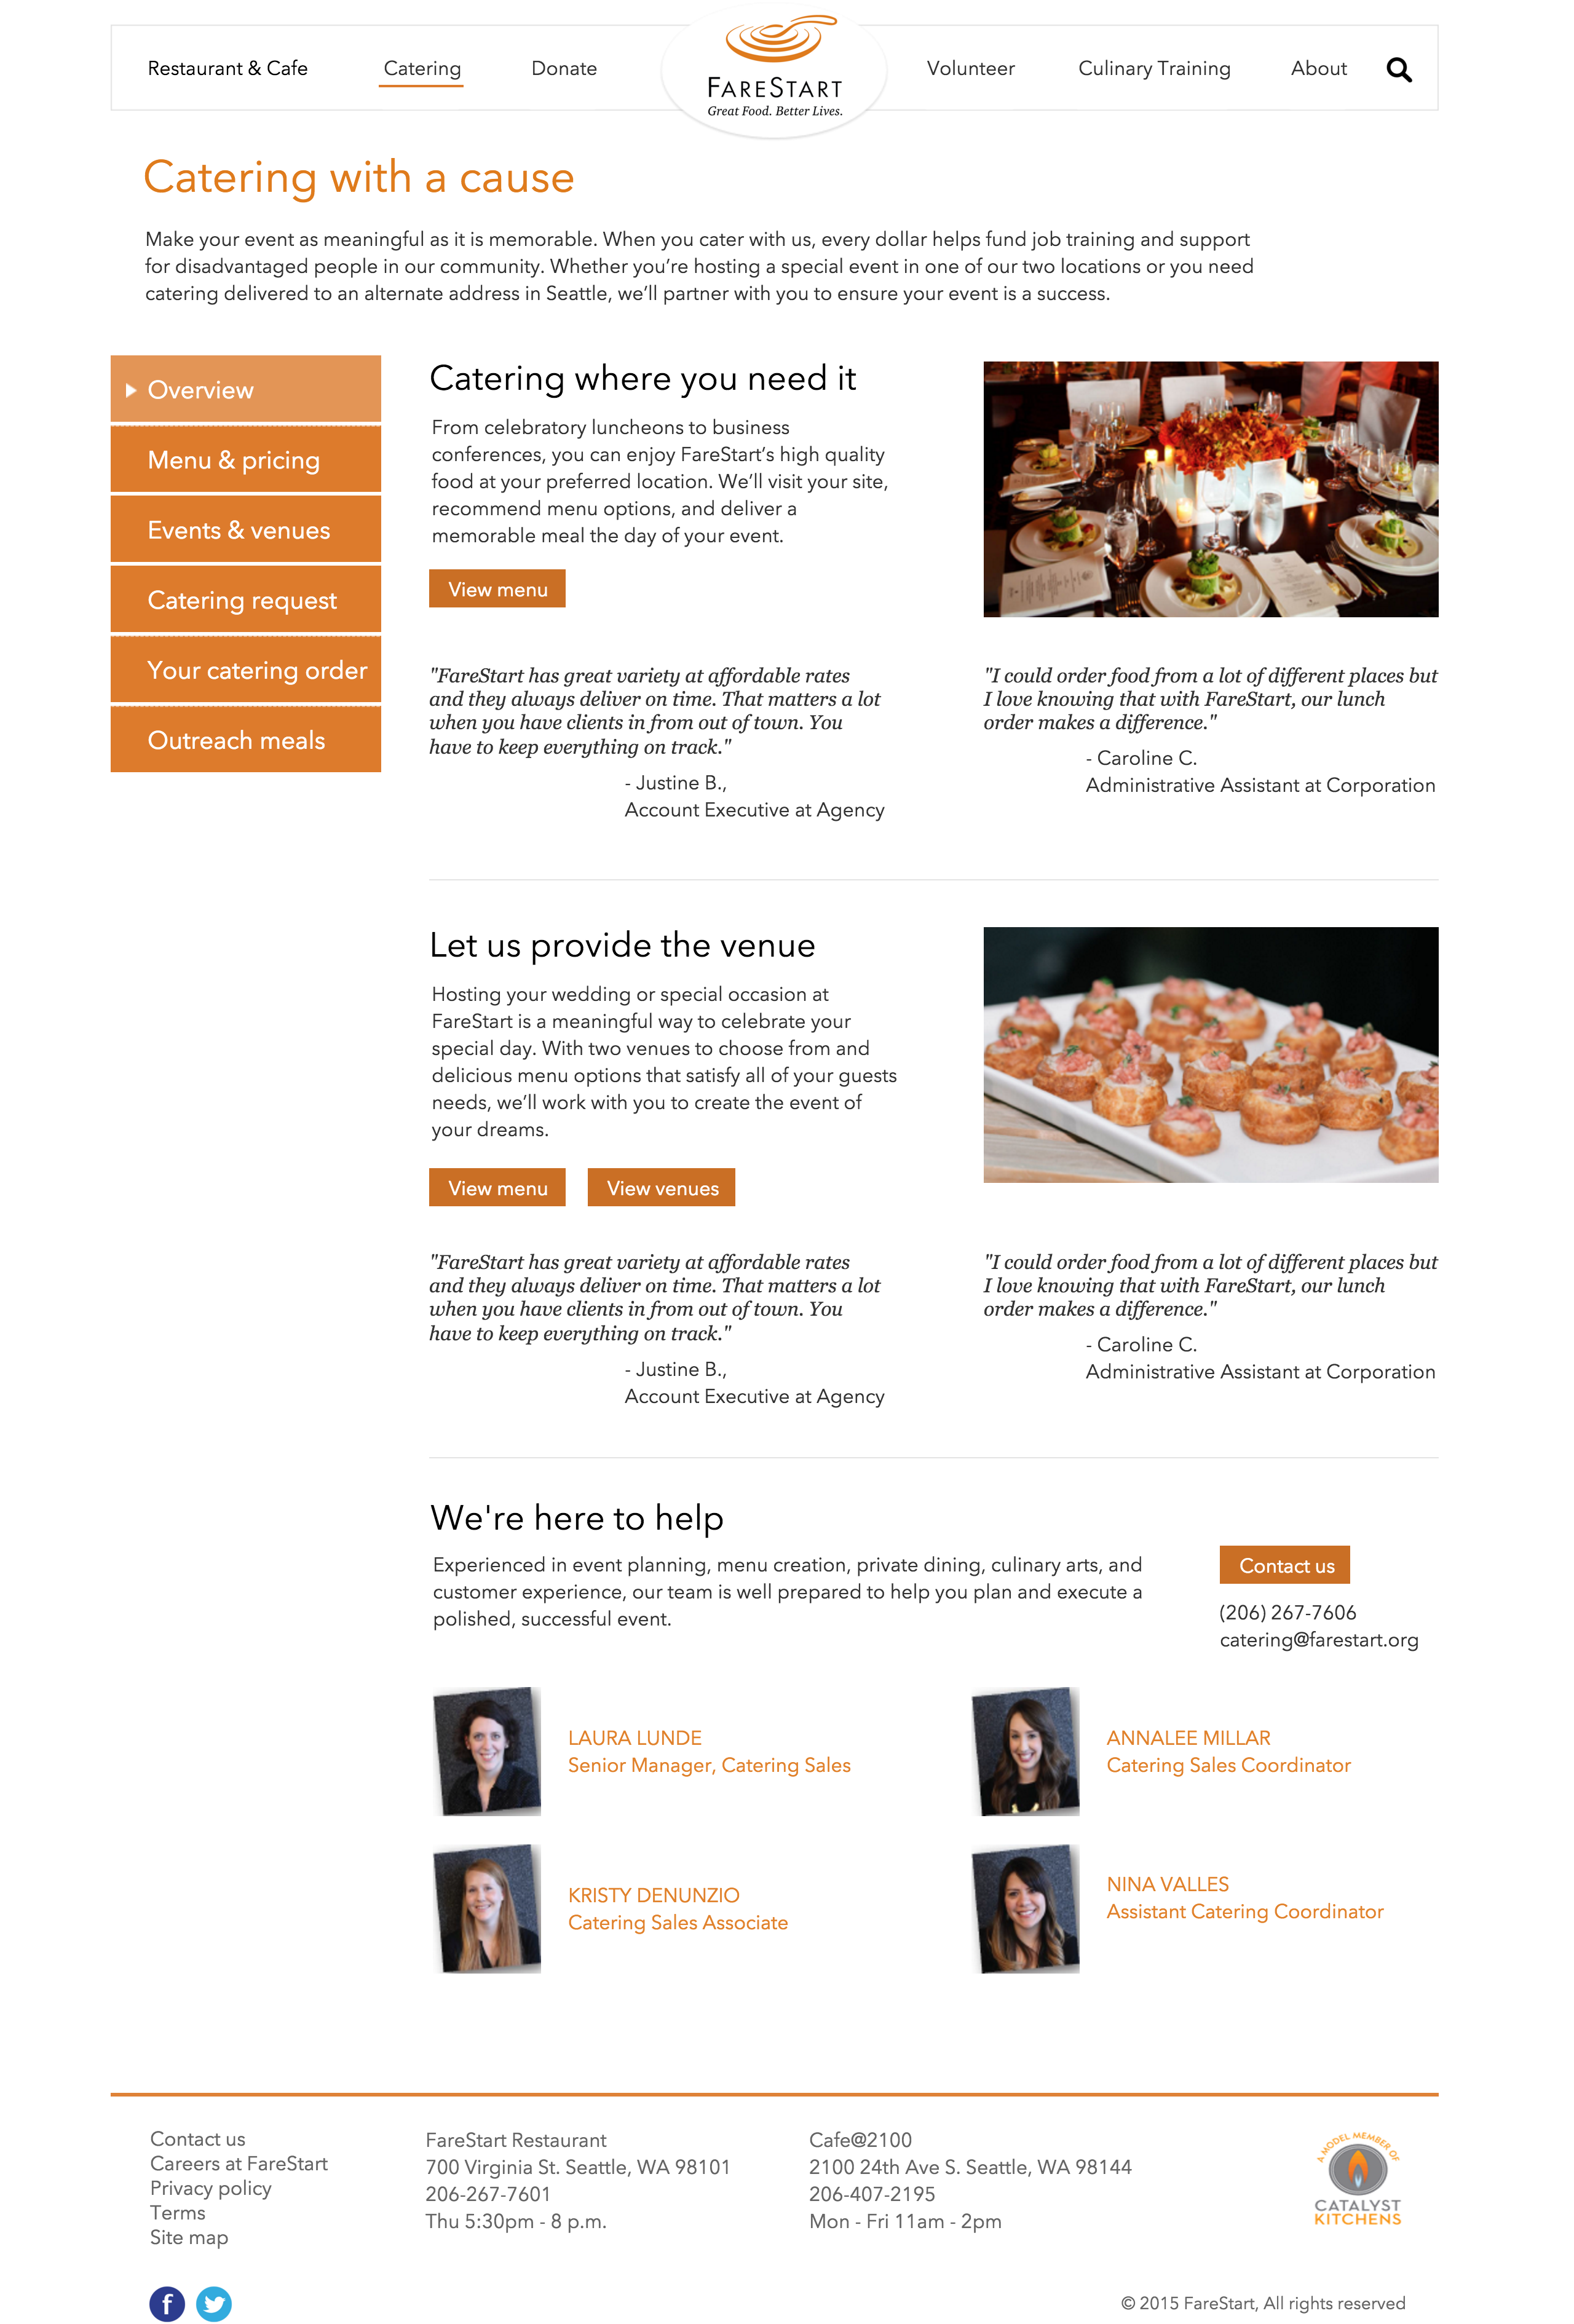 Restaurant & Cafe
Catering
Donate
FARESTART
Great Food. Better Lives.
Volunteer
Culinary Training
About
Catering with a cause
Make your event as meaningful as it is memorable. When you cater with us, every dollar helps fund job training and support
for disadvantaged people in our community. Whether you’re hosting a special event in one of our two locations or you need
catering delivered to an alternate address in Seattle, we’ll partner with you to ensure your event is a success.
Overview
Menu & pricing
Events & venues
Catering request
Your catering order
Outreach meals
Catering where you need it
From celebratory luncheons to business
conferences, you can enjoy FareStart’s high quality
food at your preferred location. We’ll visit your site,
recommend menu options, and deliver a
memorable meal the day of your event.
View menu
"FareStart has great variety at affordable rates
and they always deliver on time. That matters a lot
when you have clients in from out of town. You
have to keep everything on track."
- Justine B.,
Account Executive at Agency
"I could order food from a lot of different places but
I love knowing that with FareStart, our lunch
order makes a difference."
- Caroline C.
Administrative Assistant at Corporation
Let us provide the venue
Hosting your wedding or special occasion at
FareStart is a meaningful way to celebrate your
special day. With two venues to choose from and
delicious menu options that satisfy all of your guests
needs, we’ll work with you to create the event of
your dreams.
View menu
View venues
"FareStart has great variety at affordable rates
and they always deliver on time. That matters a lot
when you have clients in from out of town. You
have to keep everything on track."
- Justine B.,
Account Executive at Agency
"I could order food from a lot of different places but
I love knowing that with FareStart, our lunch
order makes a difference."
- Caroline C.
Administrative Assistant at Corporation
We're here to help
Experienced in event planning, menu creation, private dining, culinary arts, and
customer experience, our team is well prepared to help you plan and execute a
polished, successful event.
Contact us
(206) 267-7606
catering@farestart.org
LAURA LUNDE
Senior Manager, Catering Sales
ANNALEE MILLAR
Catering Sales Coordinator
KRISTY DENUNZIO
Catering Sales Associate
NINA VALLES
Assistant Catering Coordinator
Contact us
Careers at FareStart
Privacy policy
Terms
Site map
FareStart Restaurant
700 Virginia St. Seattle, WA 98101
206-267-7601
Thu 5:30pm - 8 p.m.
Cafe@2100
2100 24th Ave S. Seattle, WA 98144
206-407-2195
Mon - Fri 11am - 2pm
A MODEL MEMBER OF
CATALYST
KITCHENS
f
© 2015 FareStart, All rights reserved